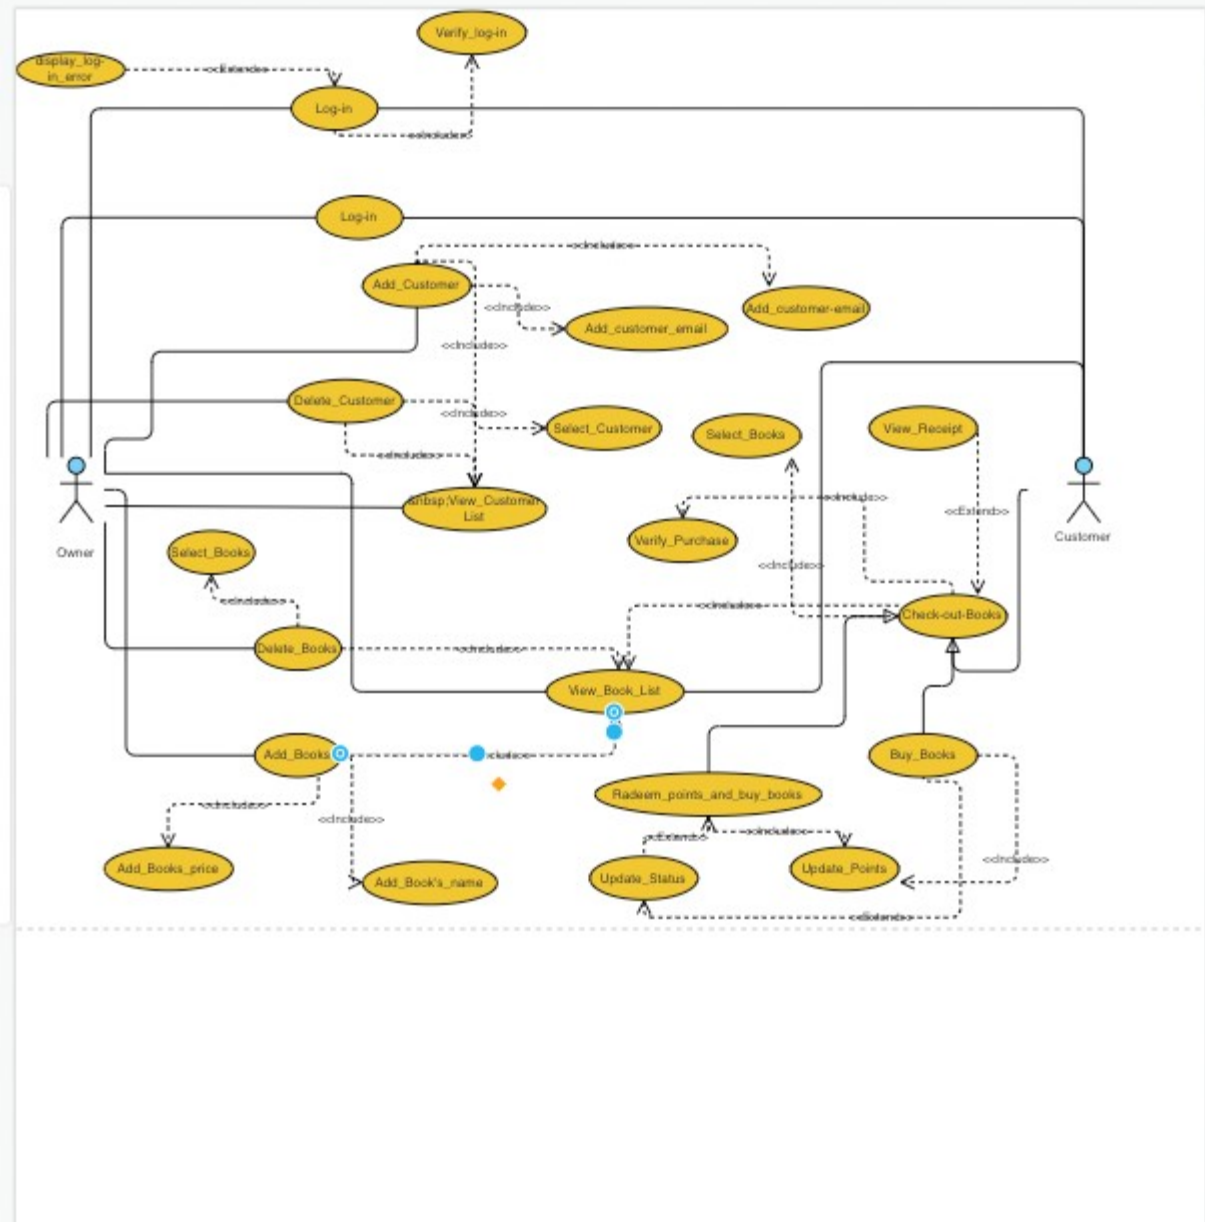 Verify_log-in
display_log-
in_error
<<Extend>>
Log-in
<<Include>>
Log-in
<<Include>>
Add_Customer
<<Include>>
Add_customer-email
Add_customer_email
<<Include>>
Delete_Customer
<<Include>>
Select_Customer
Select_Books
View_Receipt
<<Include>>
&nbsp;View_Customer
List
<<Include>>
<<Extend>>
Verify_Purchase
Owner
Customer
Select_Books
<<Include>>
<<Include>>
<<Include>>
Check-out-Books
Delete_Books
<<Include>>
View_Book_List
Add_Books
clude>>
Buy_Books
Radeem_points_and_buy_books
<<Include>>
<<Include>>
<<Extend>>
<<Include>>
<<Include>>
Add_Books_price
Add_Book's_name
Update_Status
Update_Points
<<Extend>>